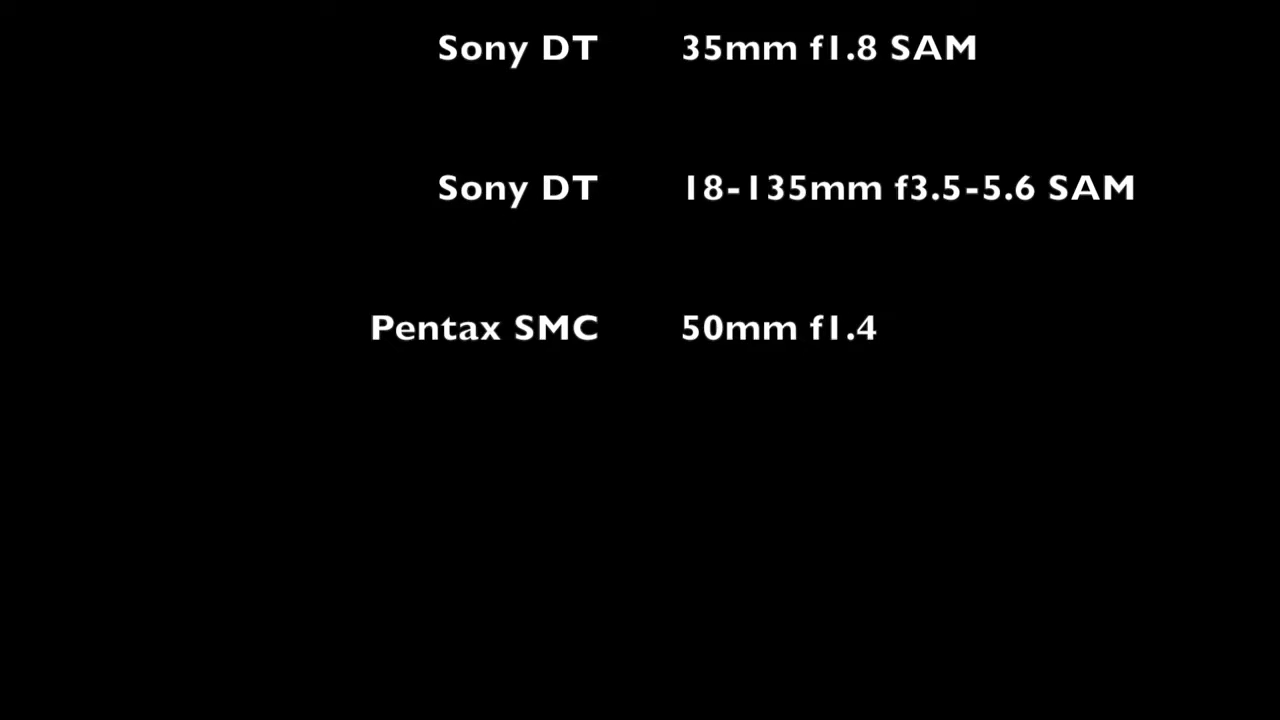 Sony DT 35mm f1.8 SAM
Sony DT 18-135mm f3.5-5.6 SAM
Pentax SMC 50mm f1.4